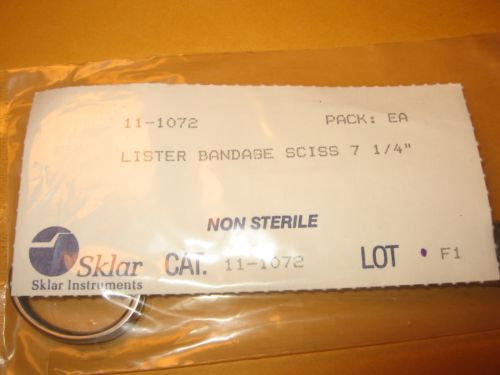 11-1072 PACK: EA
LISTER BANDAGE SCISS 7 1/4"
NON STERILE
Sklar CAT. 11-1072 LOT F1
Sklar Instruments